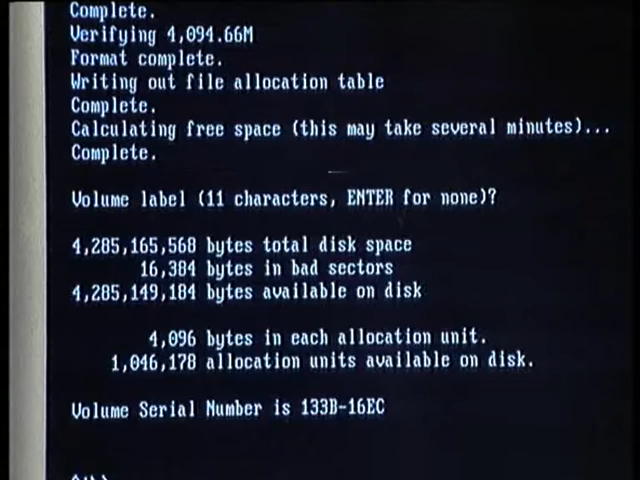 Complete.
Verifying 4,094.66M
Format complete.
Writing out file allocation table
Complete.
Calculating free space (this may take several minutes)...
Complete.
Volume label (11 characters, ENTER for none)?
4,285,165,568 bytes total disk space
16,384 bytes in bad sectors
4,285,149,184 bytes available on disk
4,096 bytes in each allocation unit.
1,046,178 allocation units available on disk.
Volume Serial Number is 133B-16EC